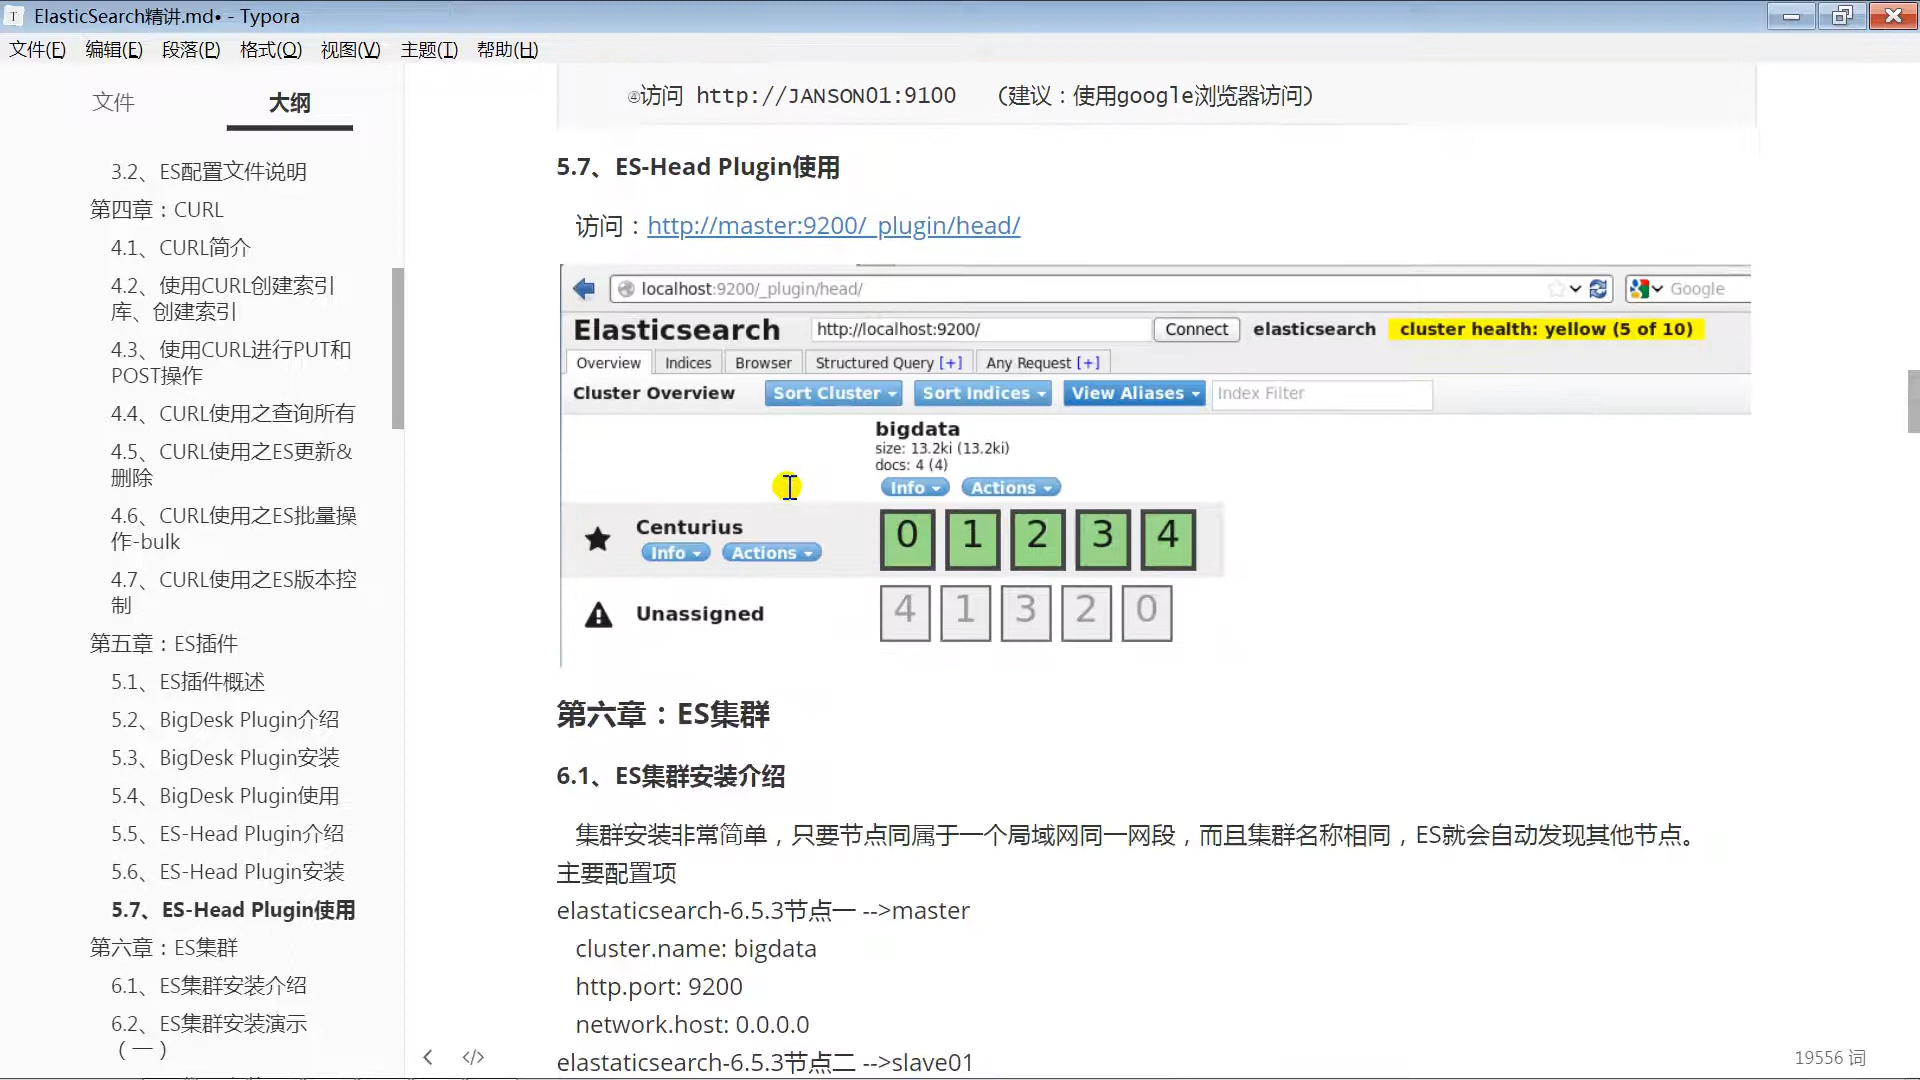 ElasticSearch精讲.md• - Typora
文件(F) 编辑(E) 段落(P) 格式(O) 视图(V) 主题(T) 帮助(H)
文件 大纲
3.2、ES配置文件说明
第四章：CURL
4.1、CURL简介
4.2、使用CURL创建索引
库、创建索引
4.3、使用CURL进行PUT和
POST操作
4.4、CURL使用之查询所有
4.5、CURL使用之ES更新&
删除
4.6、CURL使用之ES批量操
作-bulk
4.7、CURL使用之ES版本控
制
第五章：ES插件
5.1、ES插件概述
5.2、BigDesk Plugin介绍
5.3、BigDesk Plugin安装
5.4、BigDesk Plugin使用
5.5、ES-Head Plugin介绍
5.6、ES-Head Plugin安装
5.7、ES-Head Plugin使用
第六章：ES集群
6.1、ES集群安装介绍
6.2、ES集群安装演示
（一）
④访问 http://JANSON01:9100 （建议：使用google浏览器访问）
5.7、ES-Head Plugin使用
访问：http://master:9200/_plugin/head/
localhost:9200/_plugin/head/ Google
Elasticsearch http://localhost:9200/ Connect elasticsearch cluster health: yellow (5 of 10)
Overview Indices Browser Structured Query [+] Any Request [+]
Cluster Overview Sort Cluster Sort Indices View Aliases Index Filter
bigdata
size: 13.2ki (13.2ki)
docs: 4 (4)
Info Actions
Centurius 0 1 2 3 4
Info Actions
Unassigned 4 1 3 2 0
第六章：ES集群
6.1、ES集群安装介绍
集群安装非常简单，只要节点同属于一个局域网同一网段，而且集群名称相同，ES就会自动发现其他节点。
主要配置项
elastaticsearch-6.5.3节点一 -->master
cluster.name: bigdata
http.port: 9200
network.host: 0.0.0.0
elastaticsearch-6.5.3节点二 -->slave01
</> 19556 词